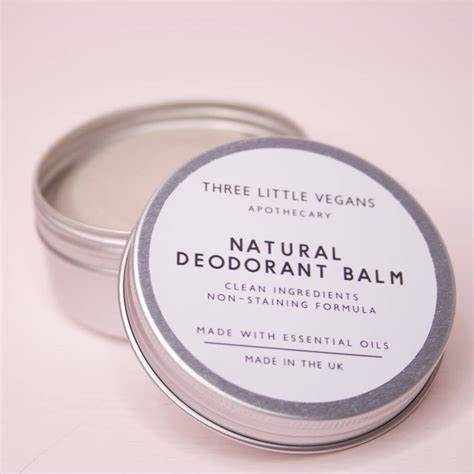 THREE LITTLE VEGANS
APOTHECARY
NATURAL
DEODORANT BALM
CLEAN INGREDIENTS
NON-STAINING FORMULA
MADE WITH ESSENTIAL OILS
MADE IN THE UK